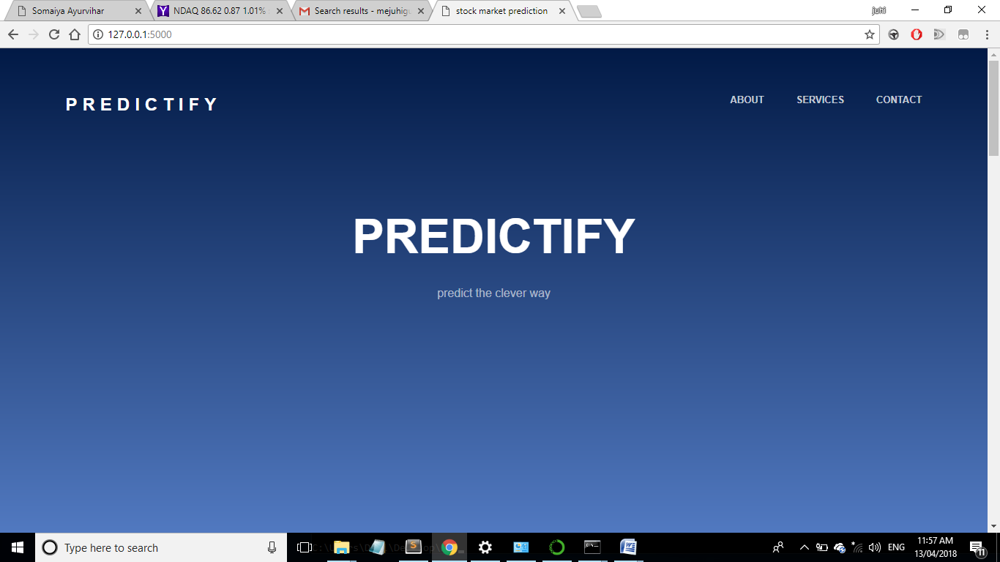 Somaiya Ayurvihar
NDAQ 86.62 0.87 1.01%
Search results - mejuhig
stock market prediction
juhi
127.0.0.1:5000
PREDICTIFY
ABOUT SERVICES CONTACT
PREDICTIFY
predict the clever way
Type here to search
ENG
11:57 AM
13/04/2018
11